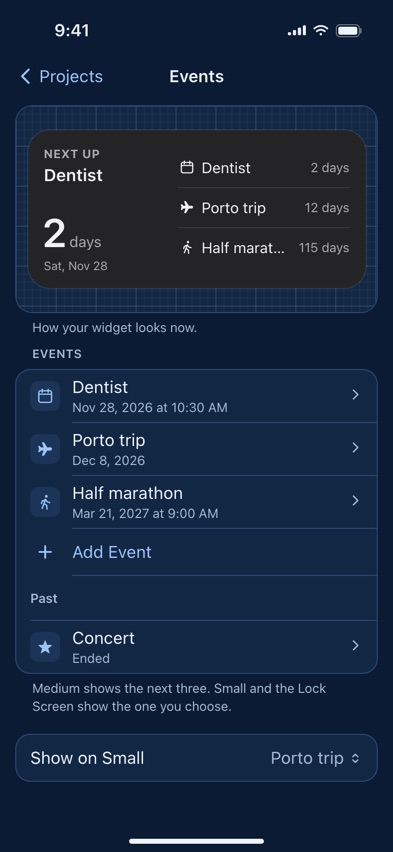 9:41
Projects
Events
NEXT UP
Dentist
2 days
Sat, Nov 28
Dentist 2 days
Porto trip 12 days
Half marat... 115 days
How your widget looks now.
EVENTS
Dentist
Nov 28, 2026 at 10:30 AM
Porto trip
Dec 8, 2026
Half marathon
Mar 21, 2027 at 9:00 AM
Add Event
Past
Concert
Ended
Medium shows the next three. Small and the Lock
Screen show the one you choose.
Show on Small Porto trip